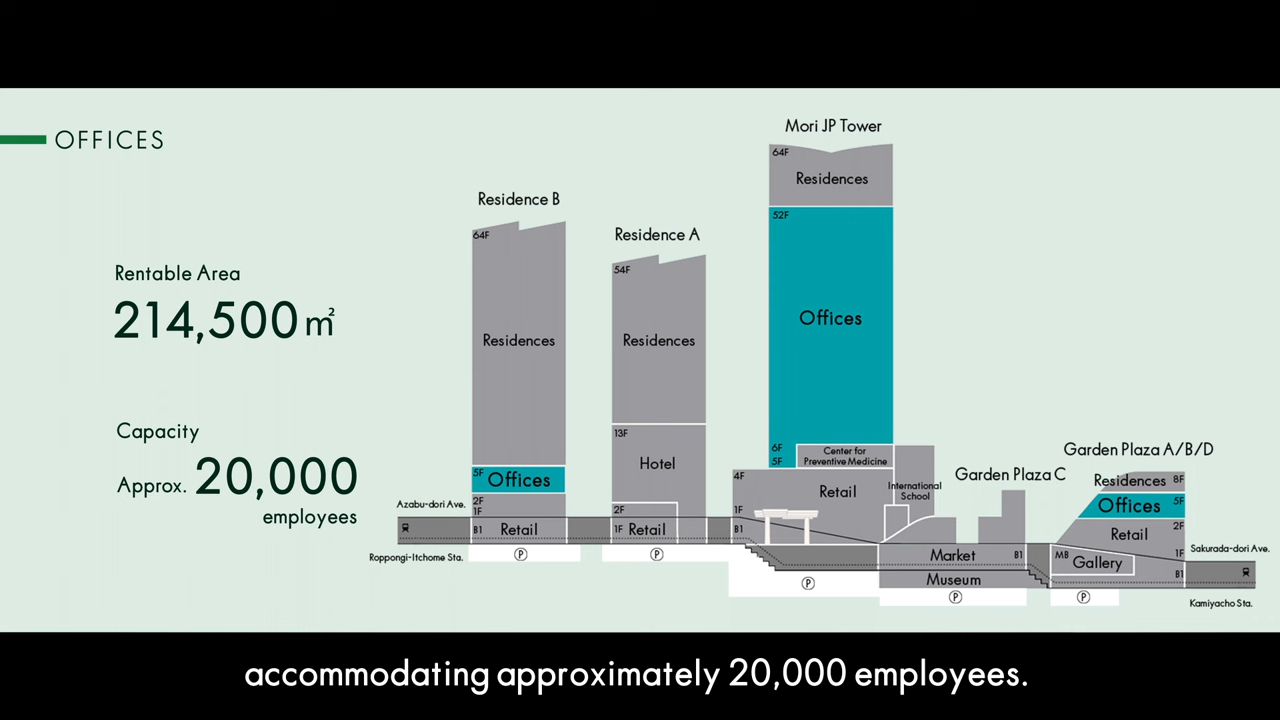 OFFICES
Rentable Area
214,500㎡
Capacity
Approx. 20,000
employees
Residence B
64F
Residences
5F
Offices
2F
1F
B1
Retail
Azabu-dori Ave.
Roppongi-Itchome Sta.
Ⓟ
Residence A
54F
Residences
13F
Hotel
2F
1F
Retail
Ⓟ
Mori JP Tower
64F
Residences
52F
Offices
6F
5F
Center for
Preventive Medicine
4F
Retail
International
School
1F
B1
Ⓟ
Garden Plaza C
Market
B1
Museum
Ⓟ
Garden Plaza A/B/D
Residences 8F
Offices 5F
2F
Retail
1F
MB
Gallery
B1
Ⓟ
Sakurada-dori Ave.
Kamiyacho Sta.
accommodating approximately 20,000 employees.